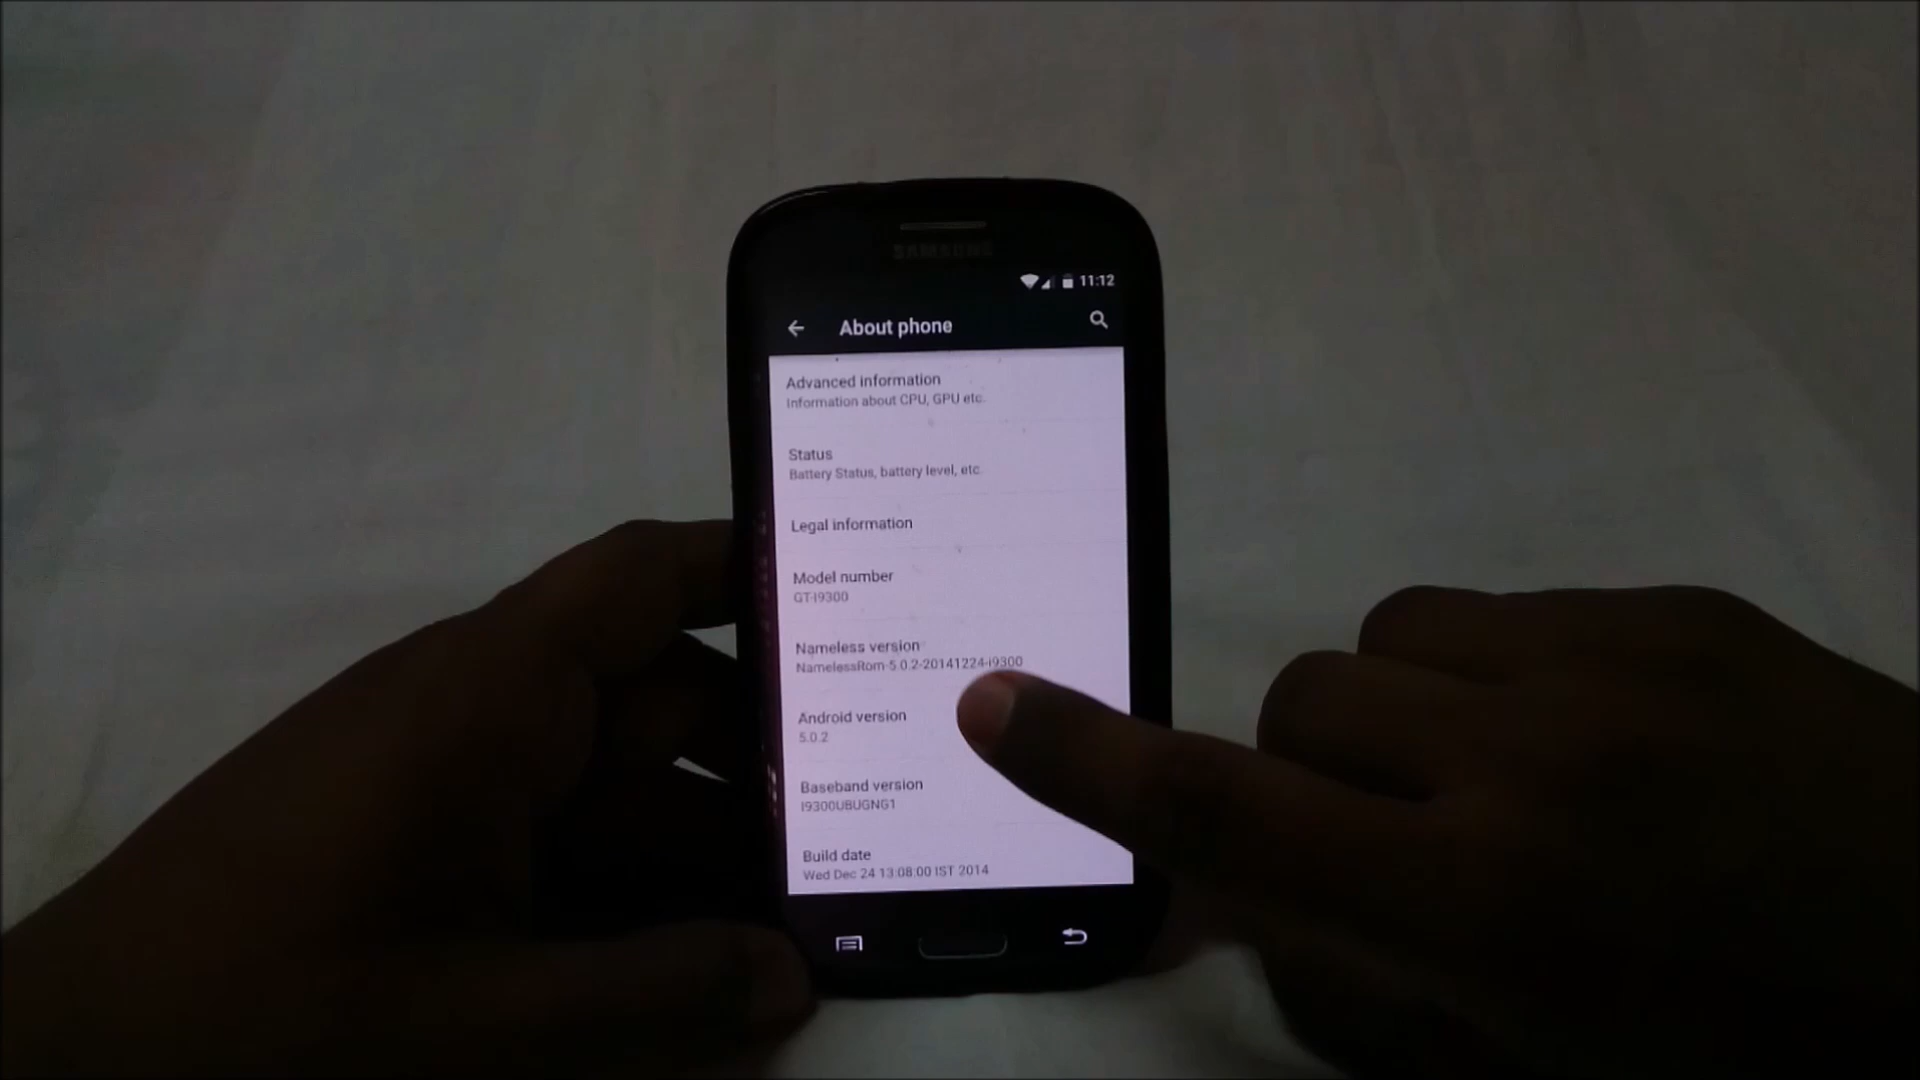 SAMSUNG
11:12
About phone
Advanced information
Information about CPU, GPU etc.
Status
Battery Status, battery level, etc.
Legal information
Model number
GT-I9300
Nameless version
NamelessRom-5.0.2-20141224-i9300
Android version
5.0.2
Baseband version
I9300UBUGNG1
Build date
Wed Dec 24 13:08:00 IST 2014